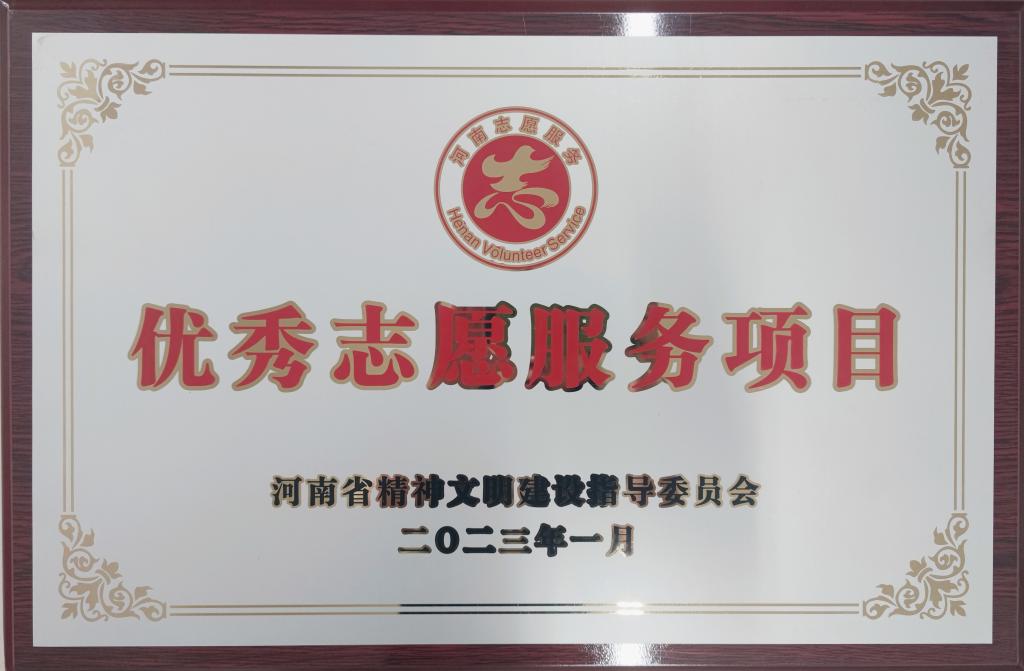 河南志愿服务
志
Henan Volunteer Service
优秀志愿服务项目
河南省精神文明建设指导委员会
二0二三年一月